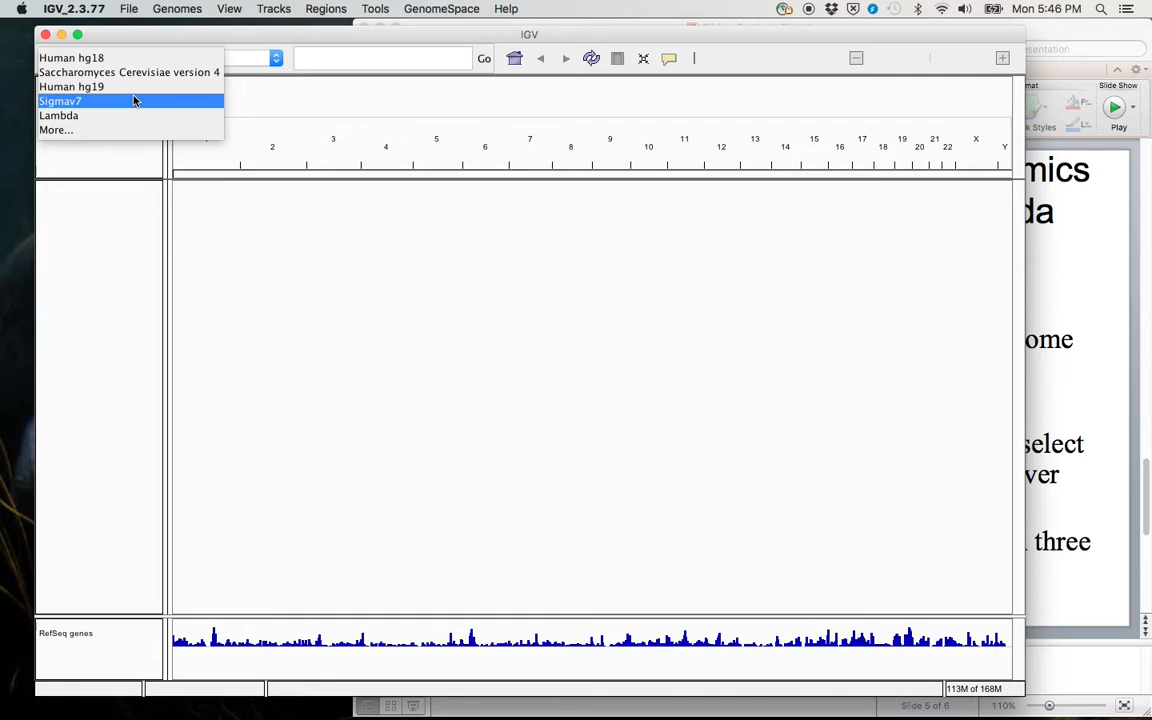 IGV_2.3.77 File Genomes View Tracks Regions Tools GenomeSpace Help Mon 5:46 PM
IGV
Human hg18
Saccharomyces Cerevisiae version 4
Human hg19
Sigmav7
Lambda
More...
Go
2 3 4 5 6 7 8 9 10 11 12 13 14 15 16 17 18 19 20 21 22 X Y
RefSeq genes
113M of 168M
Slide Show
Play
Styles
mics
da
ome
select
ver
three
Slide 5 of 6 110%